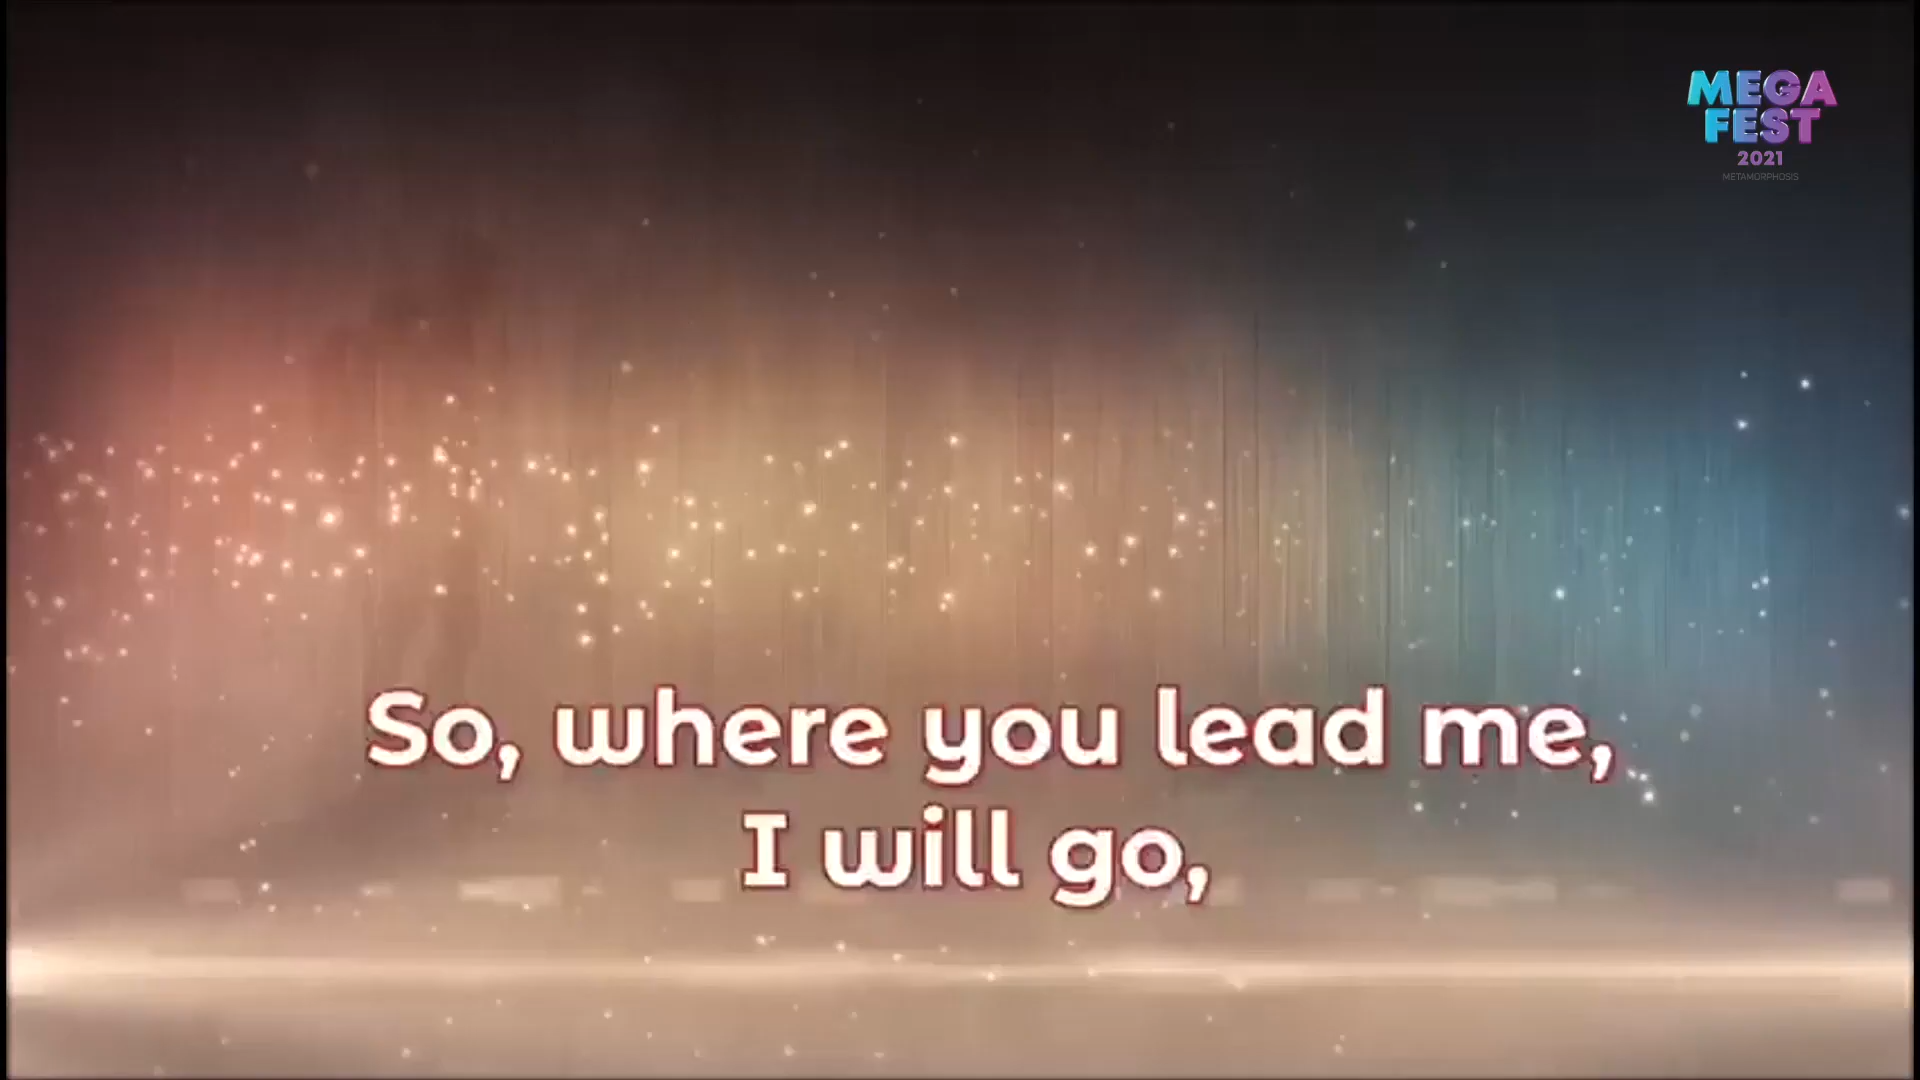 MEGA
FEST
2021
METAMORPHOSIS
So, where you lead me,
I will go,